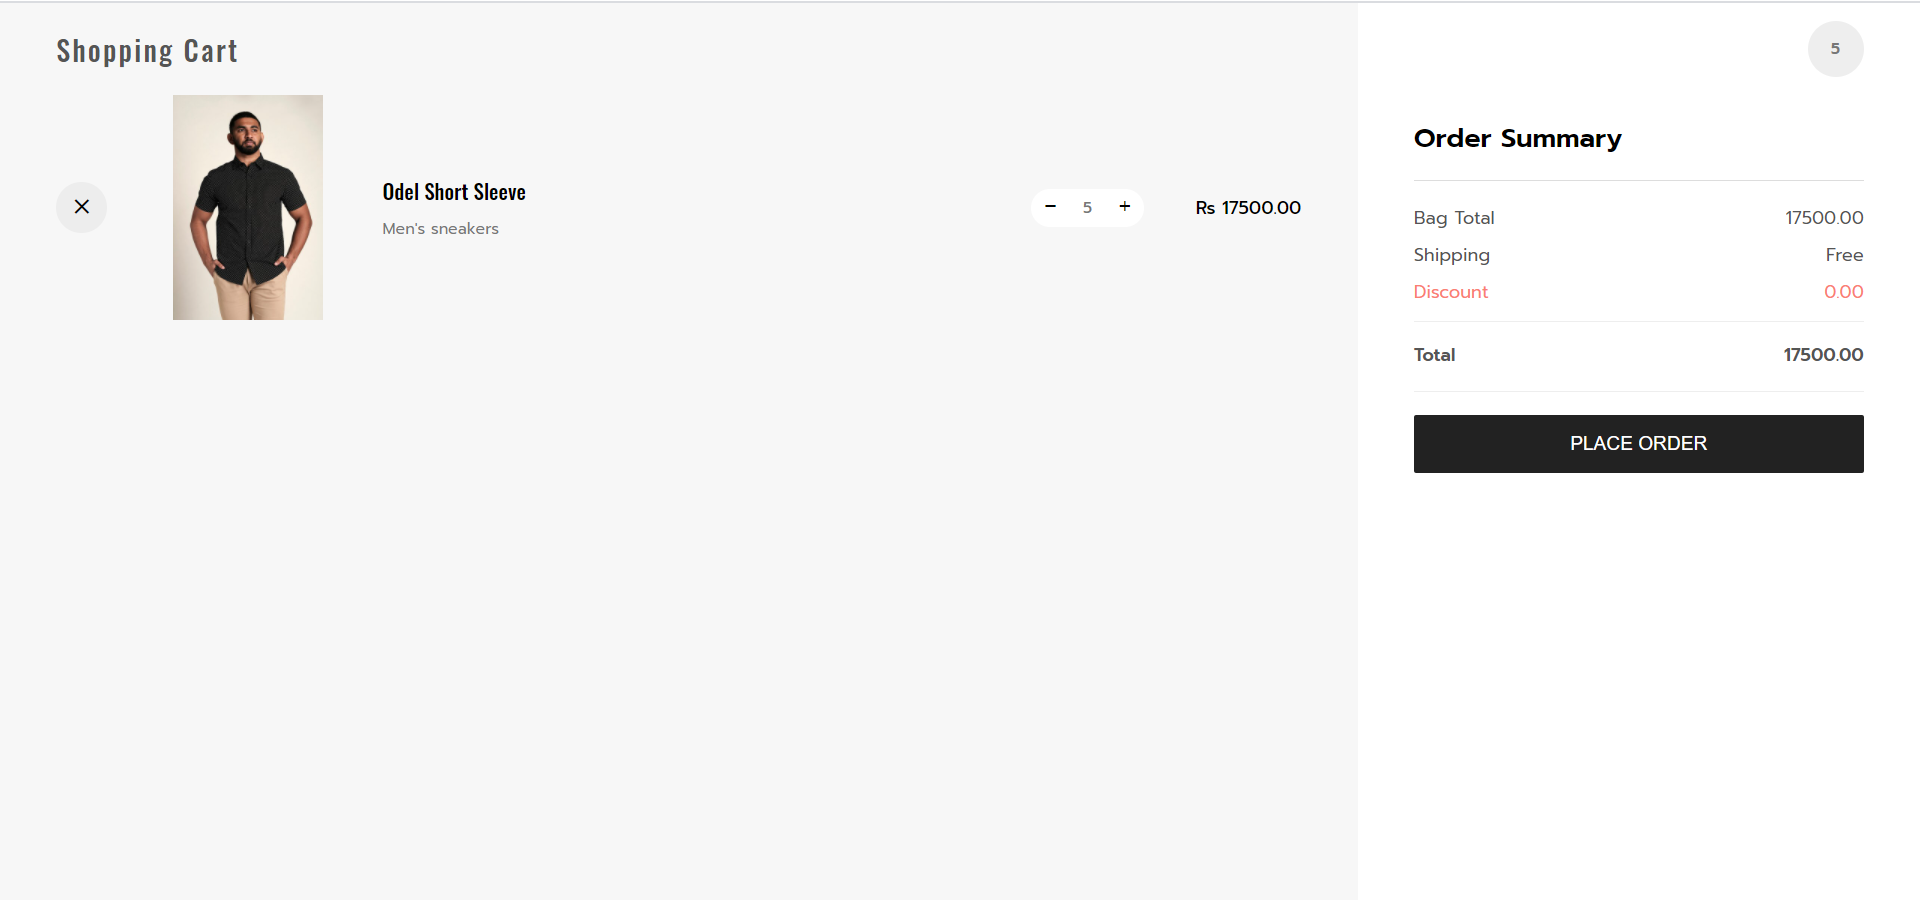 Shopping Cart
5
Odel Short Sleeve
Men's sneakers
− 5 +
Rs 17500.00
Order Summary
Bag Total 17500.00
Shipping Free
Discount 0.00
Total 17500.00
PLACE ORDER